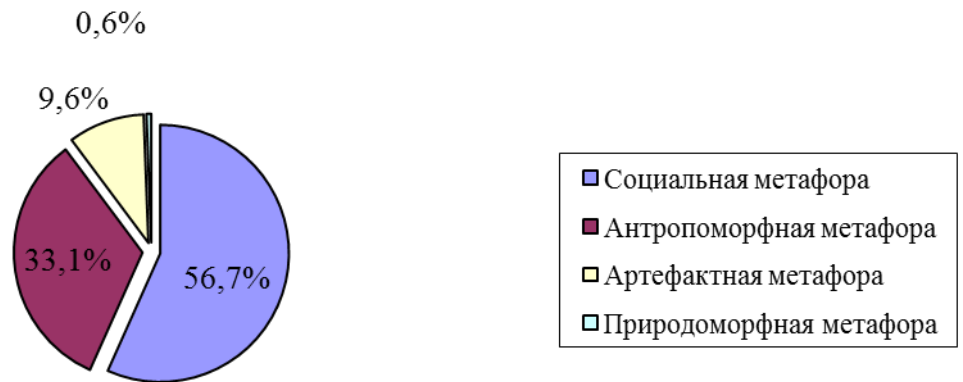 0,6%
9,6%
33,1%
56,7%
Социальная метафора
Антропоморфная метафора
Артефактная метафора
Природоморфная метафора